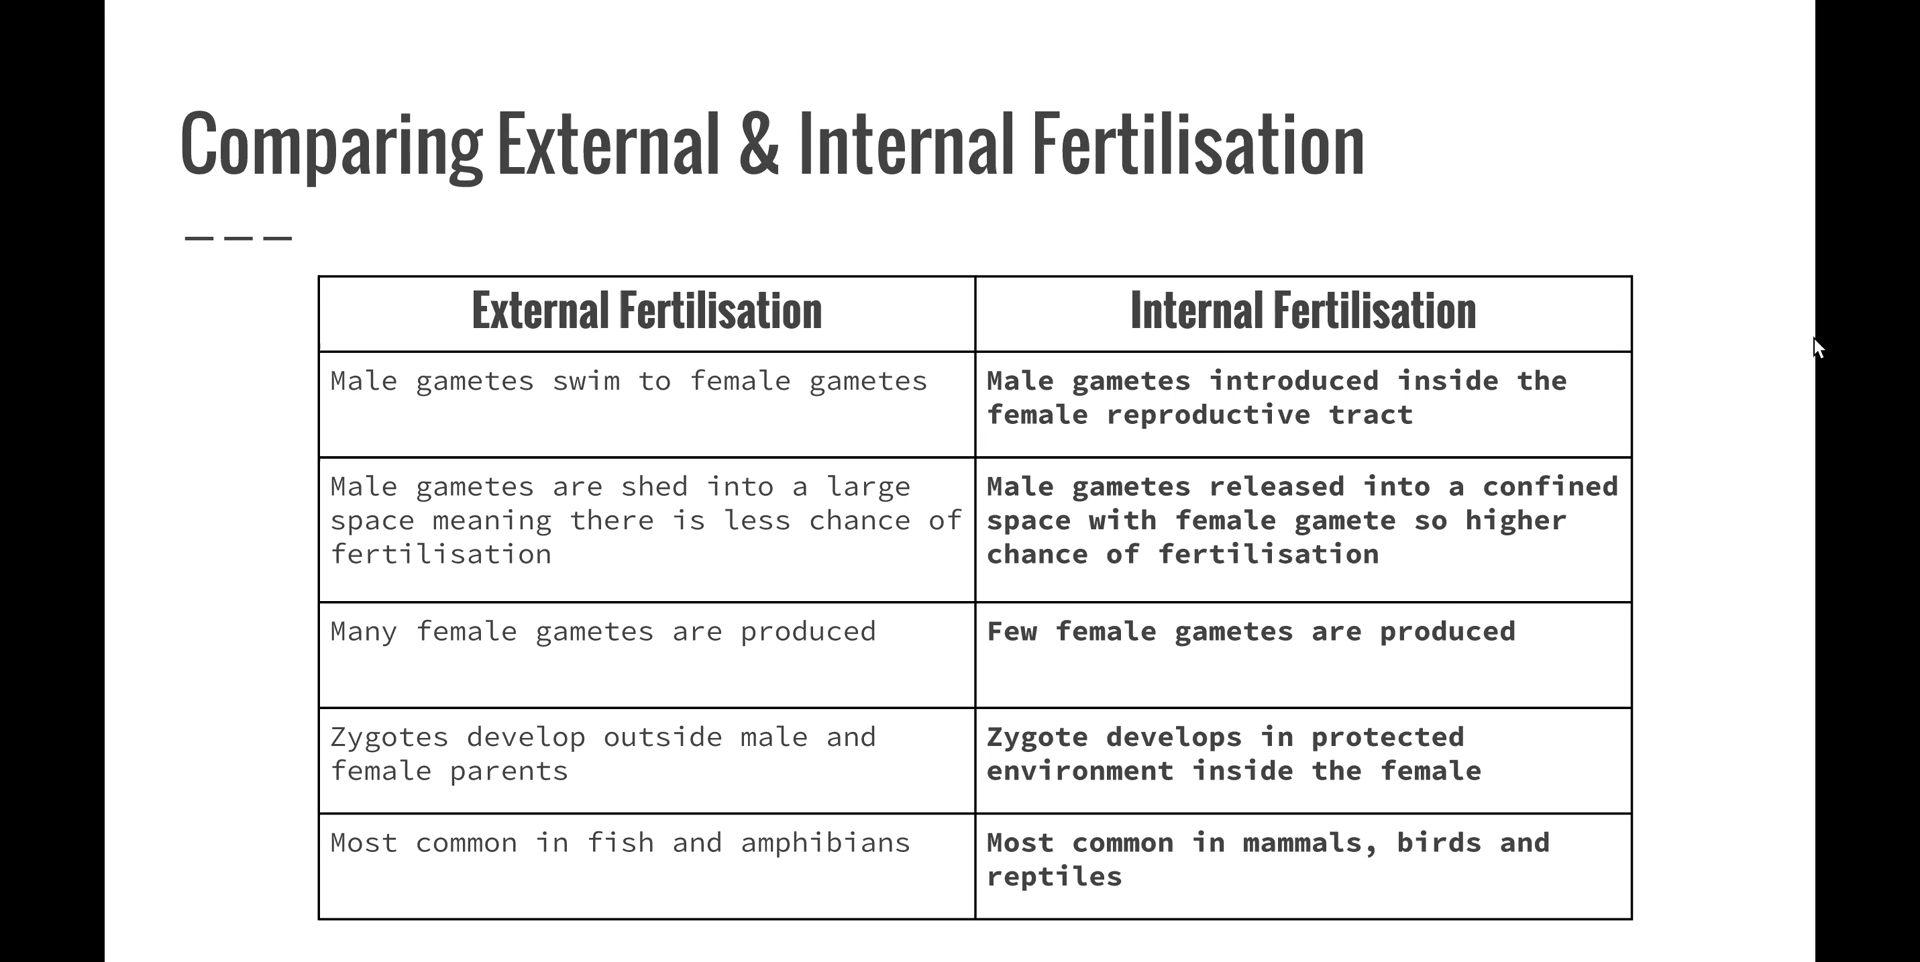 Comparing External & Internal Fertilisation
External Fertilisation
Internal Fertilisation
Male gametes swim to female gametes
Male gametes introduced inside the
female reproductive tract
Male gametes are shed into a large
space meaning there is less chance of
fertilisation
Male gametes released into a confined
space with female gamete so higher
chance of fertilisation
Many female gametes are produced
Few female gametes are produced
Zygotes develop outside male and
female parents
Zygote develops in protected
environment inside the female
Most common in fish and amphibians
Most common in mammals, birds and
reptiles